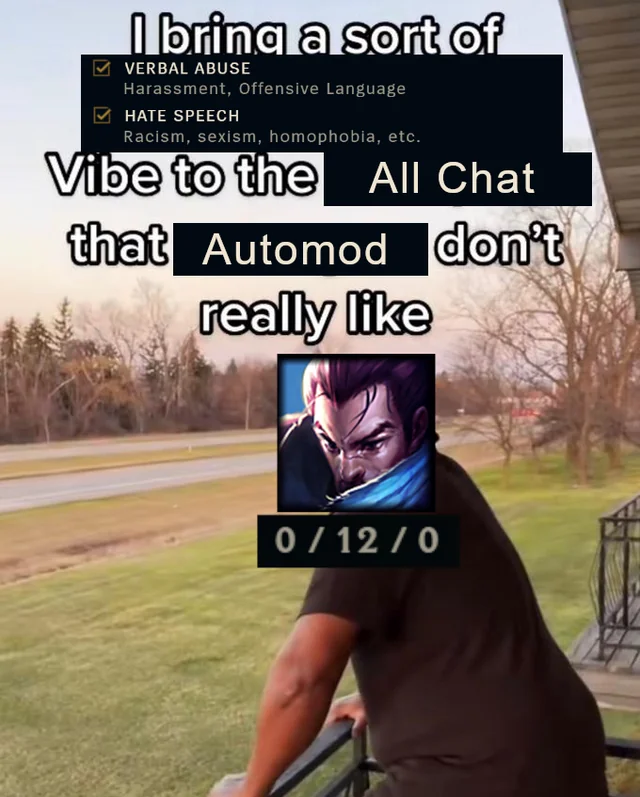 I bring a sort of
VERBAL ABUSE
Harassment, Offensive Language
HATE SPEECH
Racism, sexism, homophobia, etc.
Vibe to the All Chat
that Automod don't
really like
0 / 12 / 0